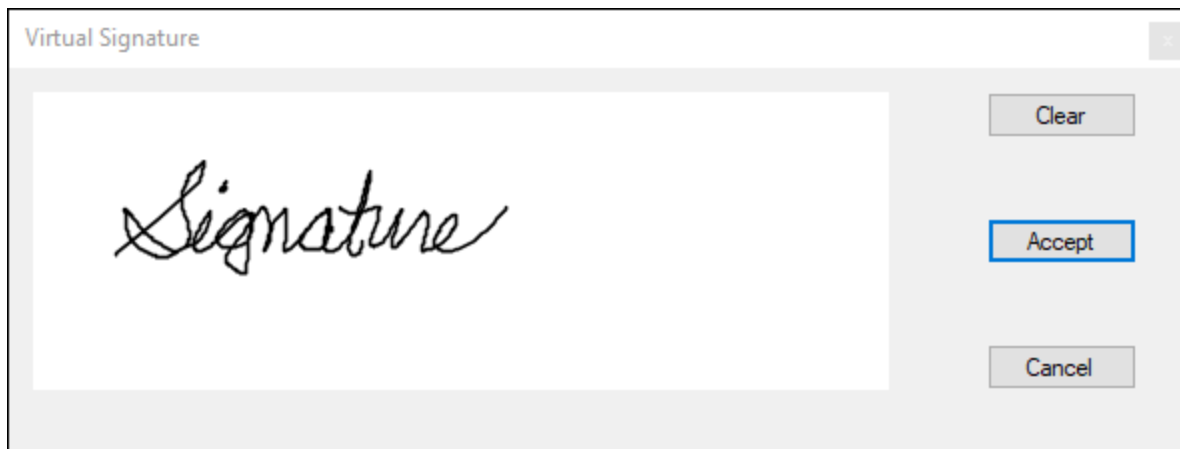 Virtual Signature
x
Clear
Signature
Accept
Cancel